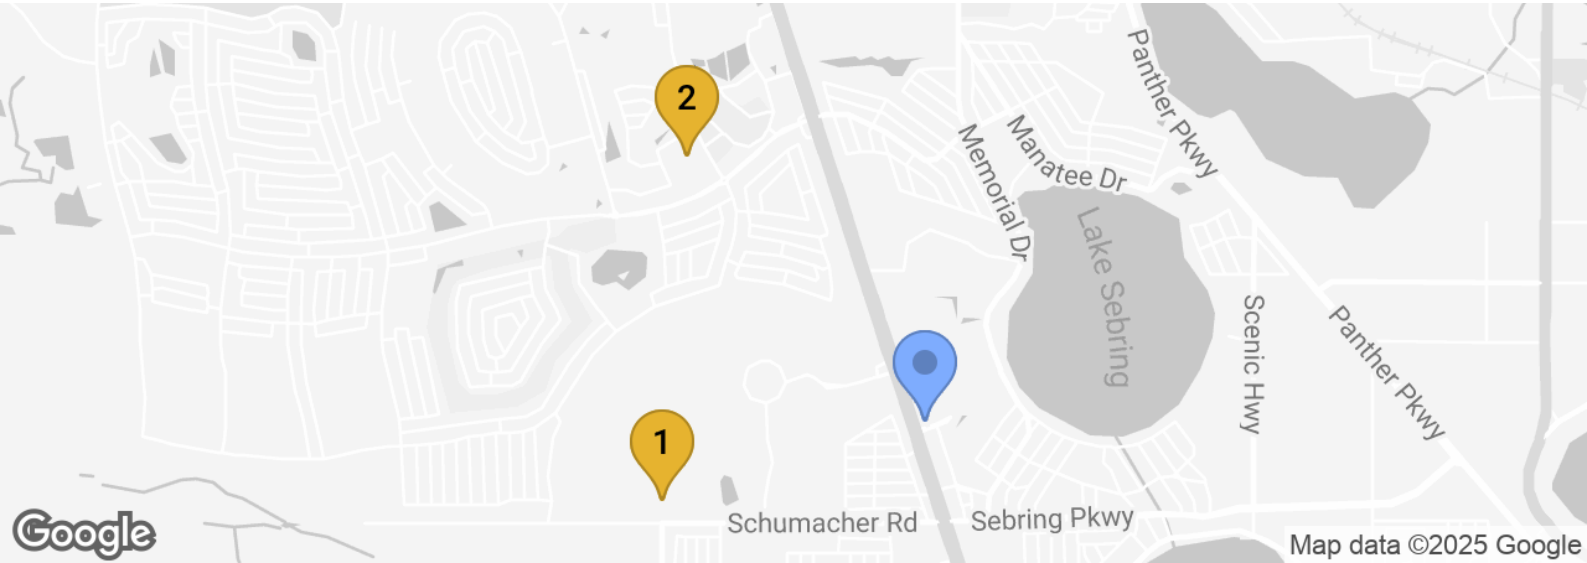 2
Panther Pkwy
Manatee Dr
Memorial Dr
Lake Sebring
Scenic Hwy
Panther Pkwy
1
Schumacher Rd
Sebring Pkwy
Google
Map data ©2025 Google